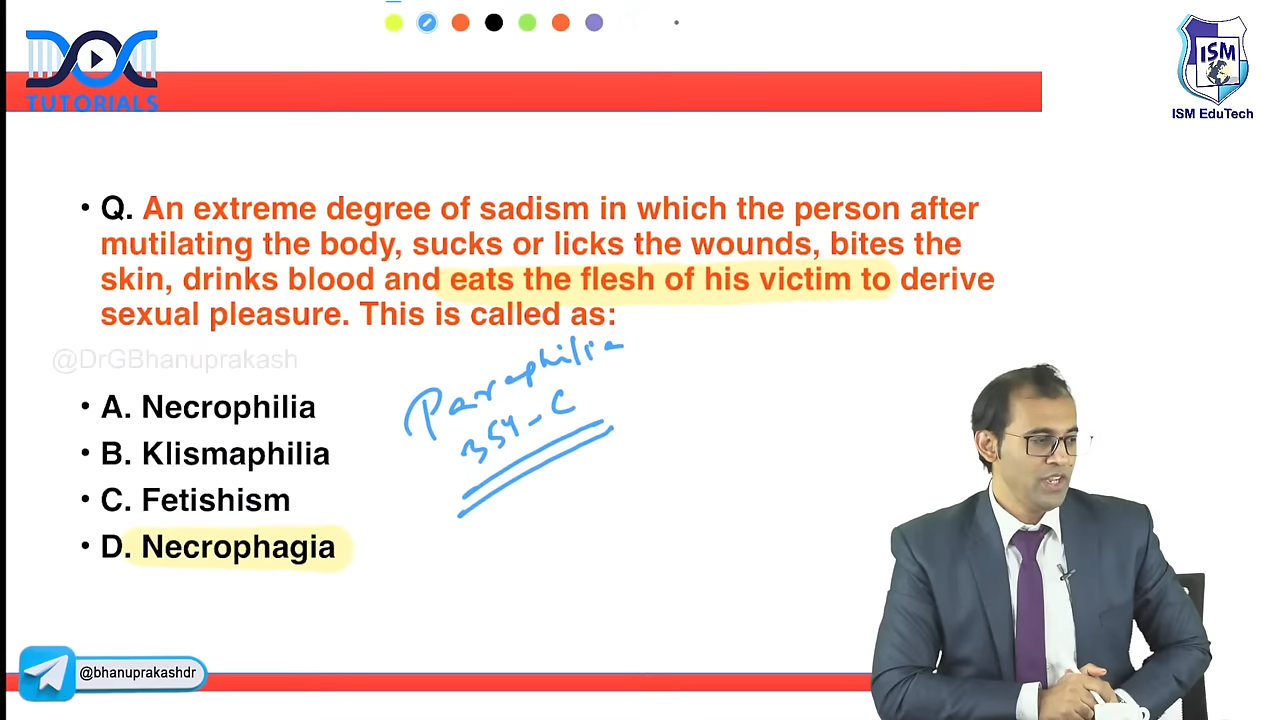 DOC
TUTORIALS
ISM
ISM EduTech
• Q. An extreme degree of sadism in which the person after
mutilating the body, sucks or licks the wounds, bites the
skin, drinks blood and eats the flesh of his victim to derive
sexual pleasure. This is called as:
@DrGBhanuprakash
Paraphilia
354-C
• A. Necrophilia
• B. Klismaphilia
• C. Fetishism
• D. Necrophagia
@bhanuprakashdr